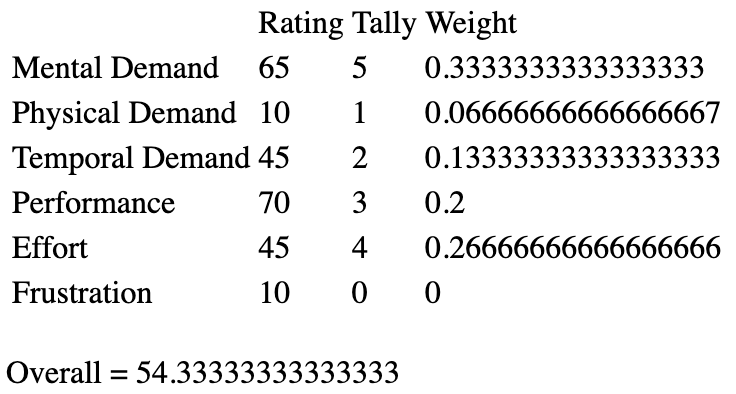 Rating Tally Weight
Mental Demand 65 5 0.3333333333333333
Physical Demand 10 1 0.06666666666666667
Temporal Demand 45 2 0.13333333333333333
Performance 70 3 0.2
Effort 45 4 0.26666666666666666
Frustration 10 0 0
Overall = 54.33333333333333